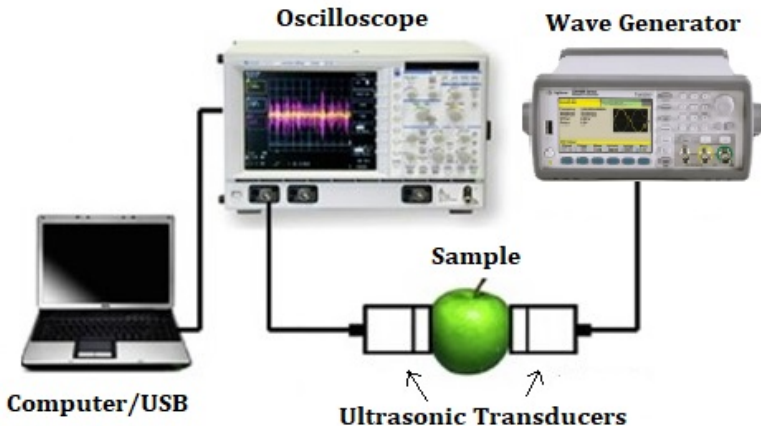 Oscilloscope
Wave Generator
Sample
Computer/USB
Ultrasonic Transducers